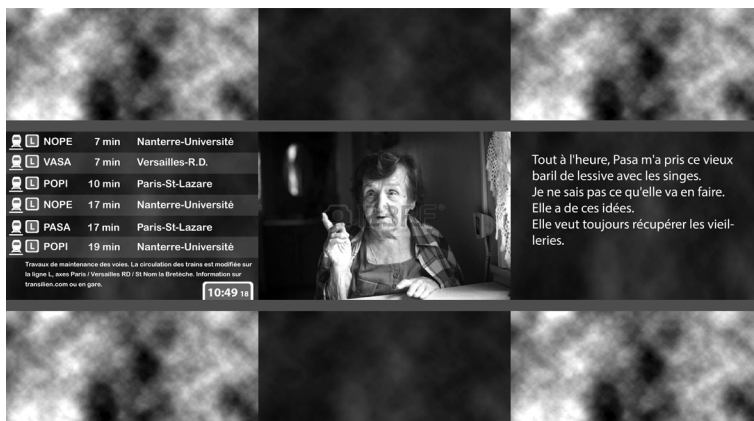 L NOPE 7 min Nanterre-Université
L VASA 7 min Versailles-R.D.
L POPI 10 min Paris-St-Lazare
L NOPE 17 min Nanterre-Université
L PASA 17 min Paris-St-Lazare
L POPI 19 min Nanterre-Université
Travaux de maintenance des voies. La circulation des trains est modifiée sur
la ligne L, axes Paris / Versailles RD / St Nom la Bretèche. Information sur
transilien.com ou en gare.
10:49 18
Tout à l'heure, Pasa m'a pris ce vieux
baril de lessive avec les singes.
Je ne sais pas ce qu'elle va en faire.
Elle a de ces idées.
Elle veut toujours récupérer les vieil-
leries.